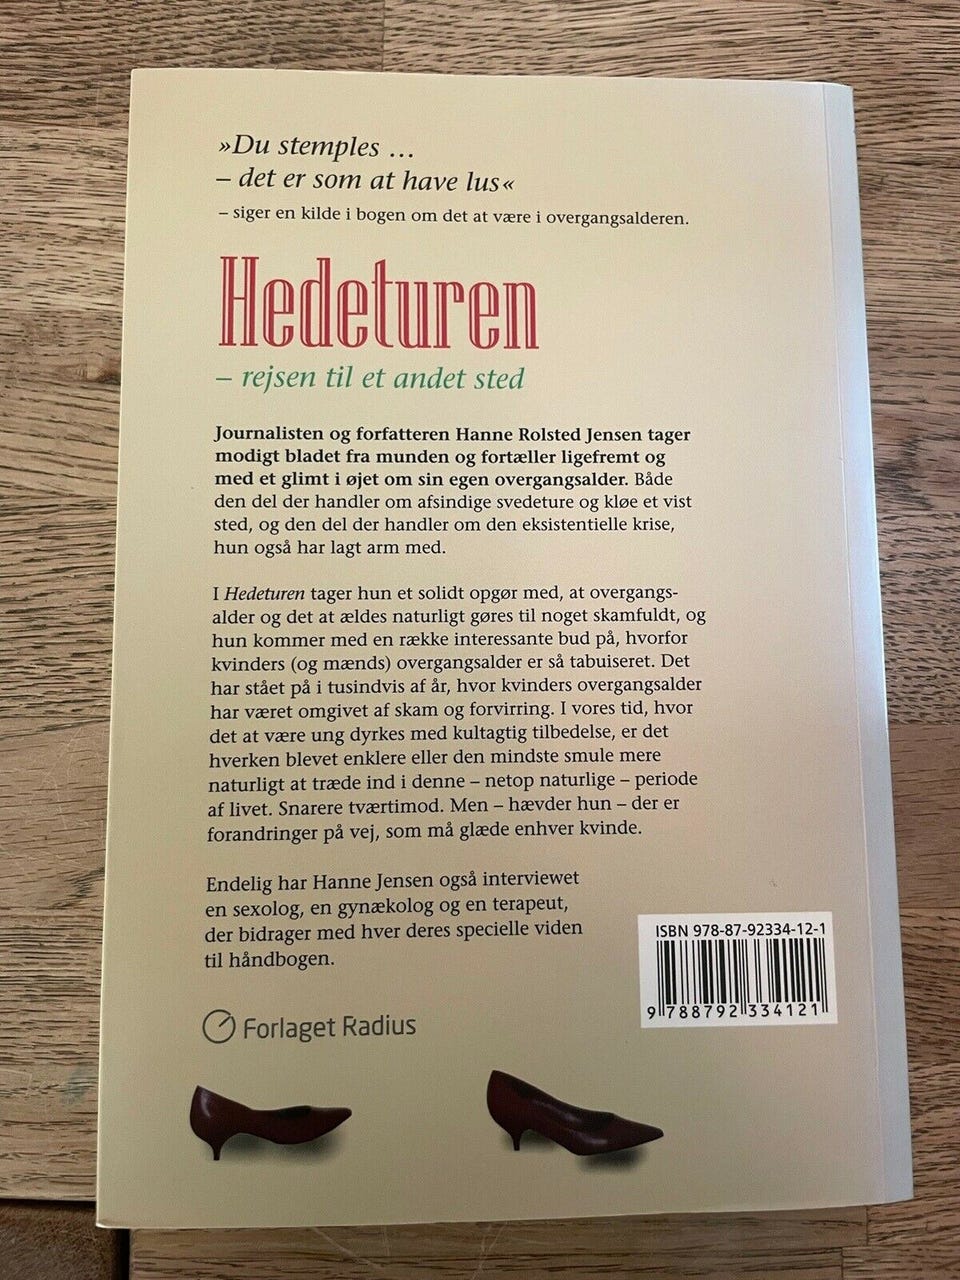 »Du stemples ...
– det er som at have lus«
– siger en kilde i bogen om det at være i overgangsalderen.
Hedeturen
– rejsen til et andet sted
Journalisten og forfatteren Hanne Rolsted Jensen tager
modigt bladet fra munden og fortæller ligefremt og
med et glimt i øjet om sin egen overgangsalder. Både
den del der handler om afsindige svedeture og kløe et vist
sted, og den del der handler om den eksistentielle krise,
hun også har lagt arm med.
I Hedeturen tager hun et solidt opgør med, at overgangs-
alder og det at ældes naturligt gøres til noget skamfuldt, og
hun kommer med en række interessante bud på, hvorfor
kvinders (og mænds) overgangsalder er så tabuiseret. Det
har stået på i tusindvis af år, hvor kvinders overgangsalder
har været omgivet af skam og forvirring. I vores tid, hvor
det at være ung dyrkes med kultagtig tilbedelse, er det
hverken blevet enklere eller den mindste smule mere
naturligt at træde ind i denne – netop naturlige – periode
af livet. Snarere tværtimod. Men – hævder hun – der er
forandringer på vej, som må glæde enhver kvinde.
Endelig har Hanne Jensen også interviewet
en sexolog, en gynækolog og en terapeut,
der bidrager med hver deres specielle viden
til håndbogen.
ISBN 978-87-92334-12-1
9 788792 334121
Forlaget Radius